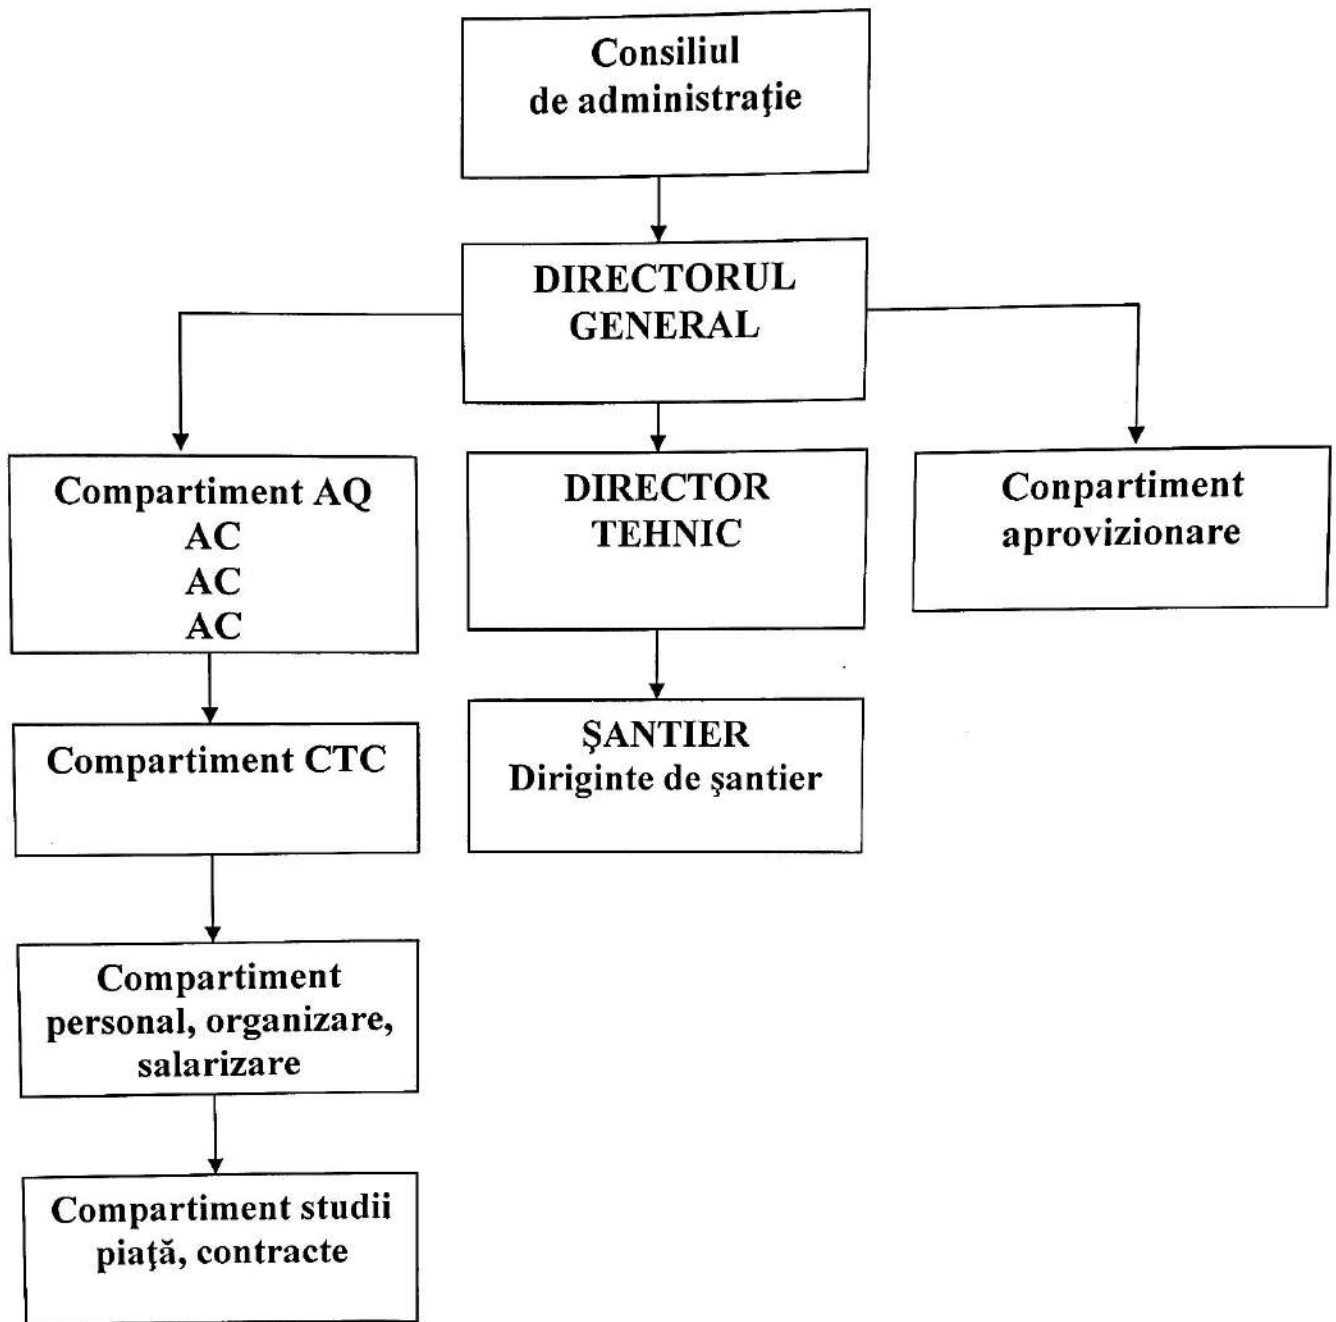 Consiliul
de administraţie
DIRECTORUL
GENERAL
Compartiment AQ
AC
AC
AC
DIRECTOR
TEHNIC
Conpartiment
aprovizionare
Compartiment CTC
ŞANTIER
Diriginte de şantier
Compartiment
personal, organizare,
salarizare
Compartiment studii
piaţă, contracte